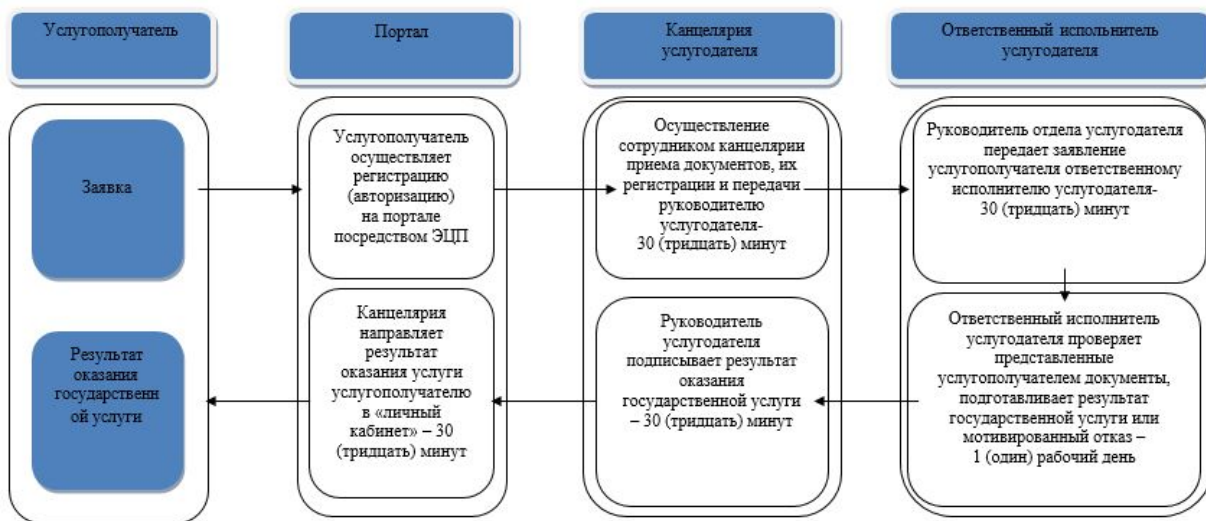 Услугополучатель
Портал
Канцелярия
услугодателя
Ответственный испольнитель
услугодателя
Заявка
Услугополучатель
осуществляет
регистрацию
(авторизацию)
на портале
посредством ЭЦП
Осуществление
сотрудником канцелярии
приема документов, их
регистрации и передачи
руководителю
услугодателя-
30 (тридцать) минут
Руководитель отдела услугодателя
передает заявление
услугополучателя ответственному
исполнителю услугодателя-
30 (тридцать) минут
Результат
оказания
государственн
ой услуги
Канцелярия
направляет
результат
оказания услуги
услугополучателю
в «личный
кабинет» – 30
(тридцать) минут
Руководитель
услугодателя
подписывает результат
оказания
государственной услуги
– 30 (тридцать) минут
Ответственный исполнитель
услугодателя проверяет
представленные
услугополучателем документы,
подготавливает результат
государственной услуги или
мотивированный отказ –
1 (один) рабочий день